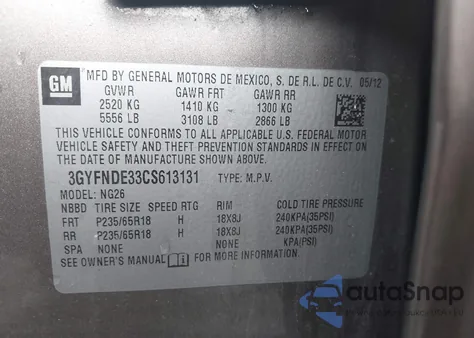 GM
MFD BY GENERAL MOTORS DE MEXICO, S. DE R.L. DE C.V. 05/12
GVWR GAWR FRT GAWR RR
2520 KG 1410 KG 1300 KG
5556 LB 3108 LB 2866 LB
THIS VEHICLE CONFORMS TO ALL APPLICABLE U.S. FEDERAL MOTOR
VEHICLE SAFETY AND THEFT PREVENTION STANDARDS IN EFFECT ON THE
DATE OF MANUFACTURE SHOWN ABOVE.
3GYFNDE33CS613131 TYPE: M.P.V.
MODEL: NG26
NBBD TIRE SIZE SPEED RTG RIM COLD TIRE PRESSURE
FRT P235/65R18 H 18X8J 240KPA(35PSI)
RR P235/65R18 H 18X8J 240KPA(35PSI)
SPA NONE NONE KPA(PSI)
SEE OWNER'S MANUAL FOR MORE INFORMATION.
autoSnap